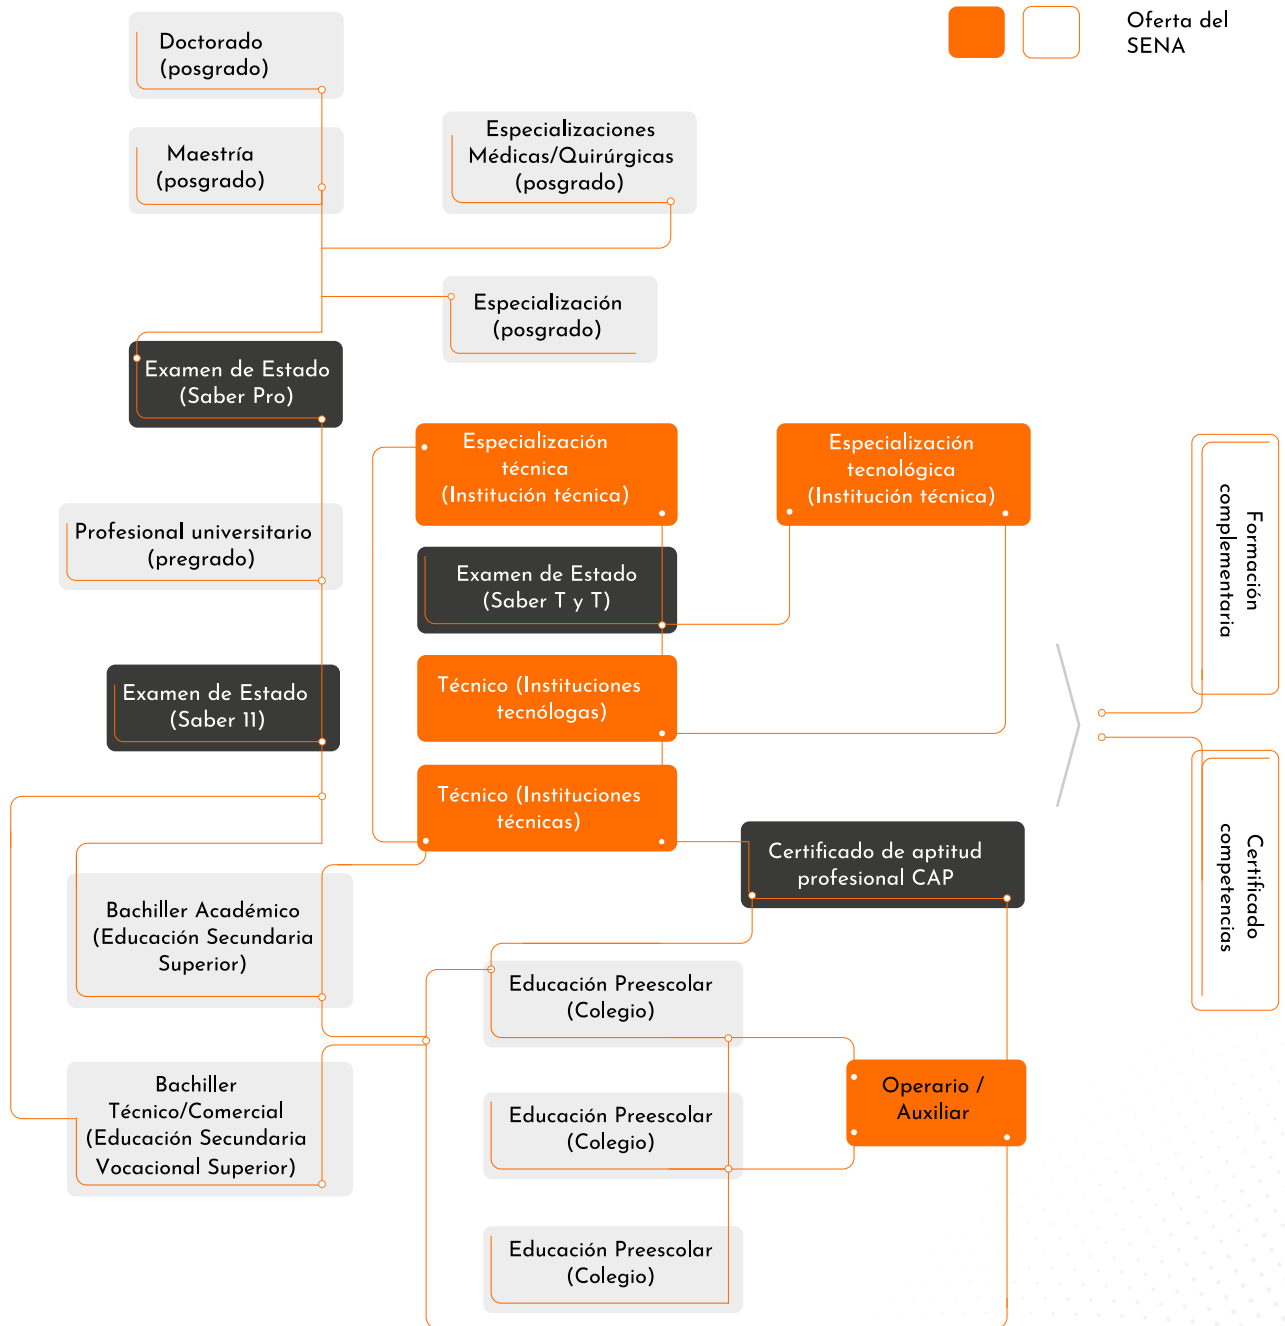 Oferta del
SENA
Doctorado
(posgrado)
Maestría
(posgrado)
Especializaciones
Médicas/Quirúrgicas
(posgrado)
Especialización
(posgrado)
Examen de Estado
(Saber Pro)
Especialización
técnica
(Institución técnica)
Especialización
tecnológica
(Institución técnica)
Profesional universitario
(pregrado)
Examen de Estado
(Saber T y T)
Formación
complementaria
Examen de Estado
(Saber 11)
Técnico (Instituciones
tecnólogas)
Técnico (Instituciones
técnicas)
Certificado de aptitud
profesional CAP
Certificado
competencias
Bachiller Académico
(Educación Secundaria
Superior)
Educación Preescolar
(Colegio)
Bachiller
Técnico/Comercial
(Educación Secundaria
Vocacional Superior)
Educación Preescolar
(Colegio)
Operario /
Auxiliar
Educación Preescolar
(Colegio)